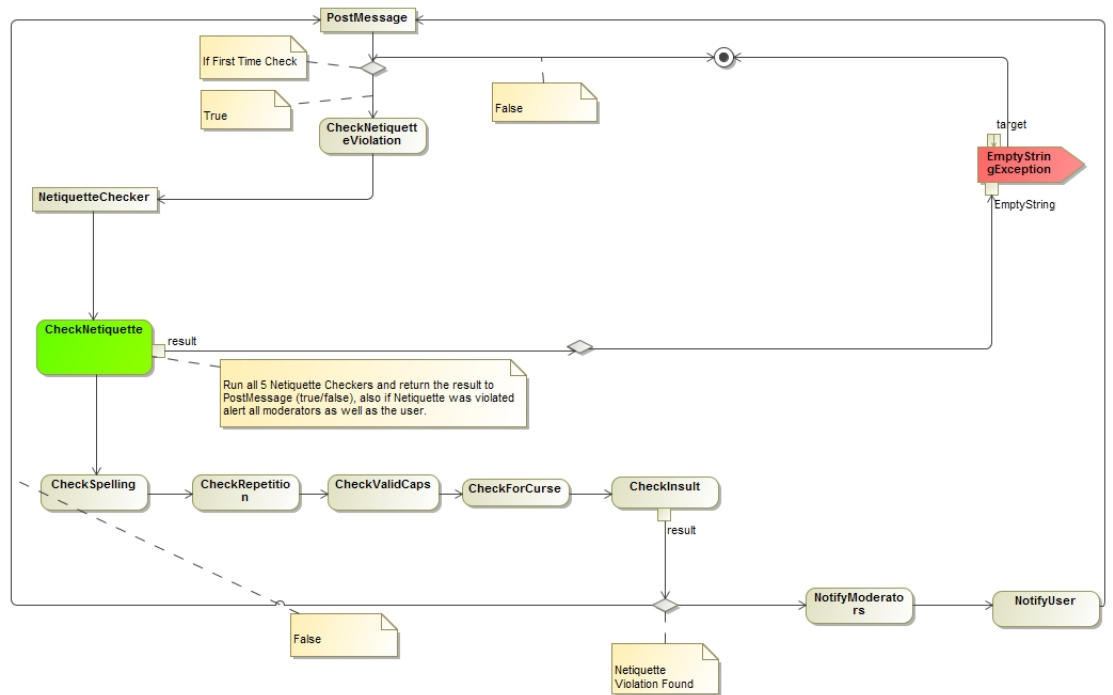 PostMessage
If First Time Check
True
False
CheckNetiquett
eViolation
target
EmptyStrin
gException
EmptyString
NetiquetteChecker
CheckNetiquette
result
Run all 5 Netiquette Checkers and return the result to
PostMessage (true/false), also if Netiquette was violated
alert all moderators as well as the user.
CheckSpelling
CheckRepetitio
n
CheckValidCaps
CheckForCurse
CheckInsult
result
NotifyModerato
rs
NotifyUser
False
Netiquette
Violation Found